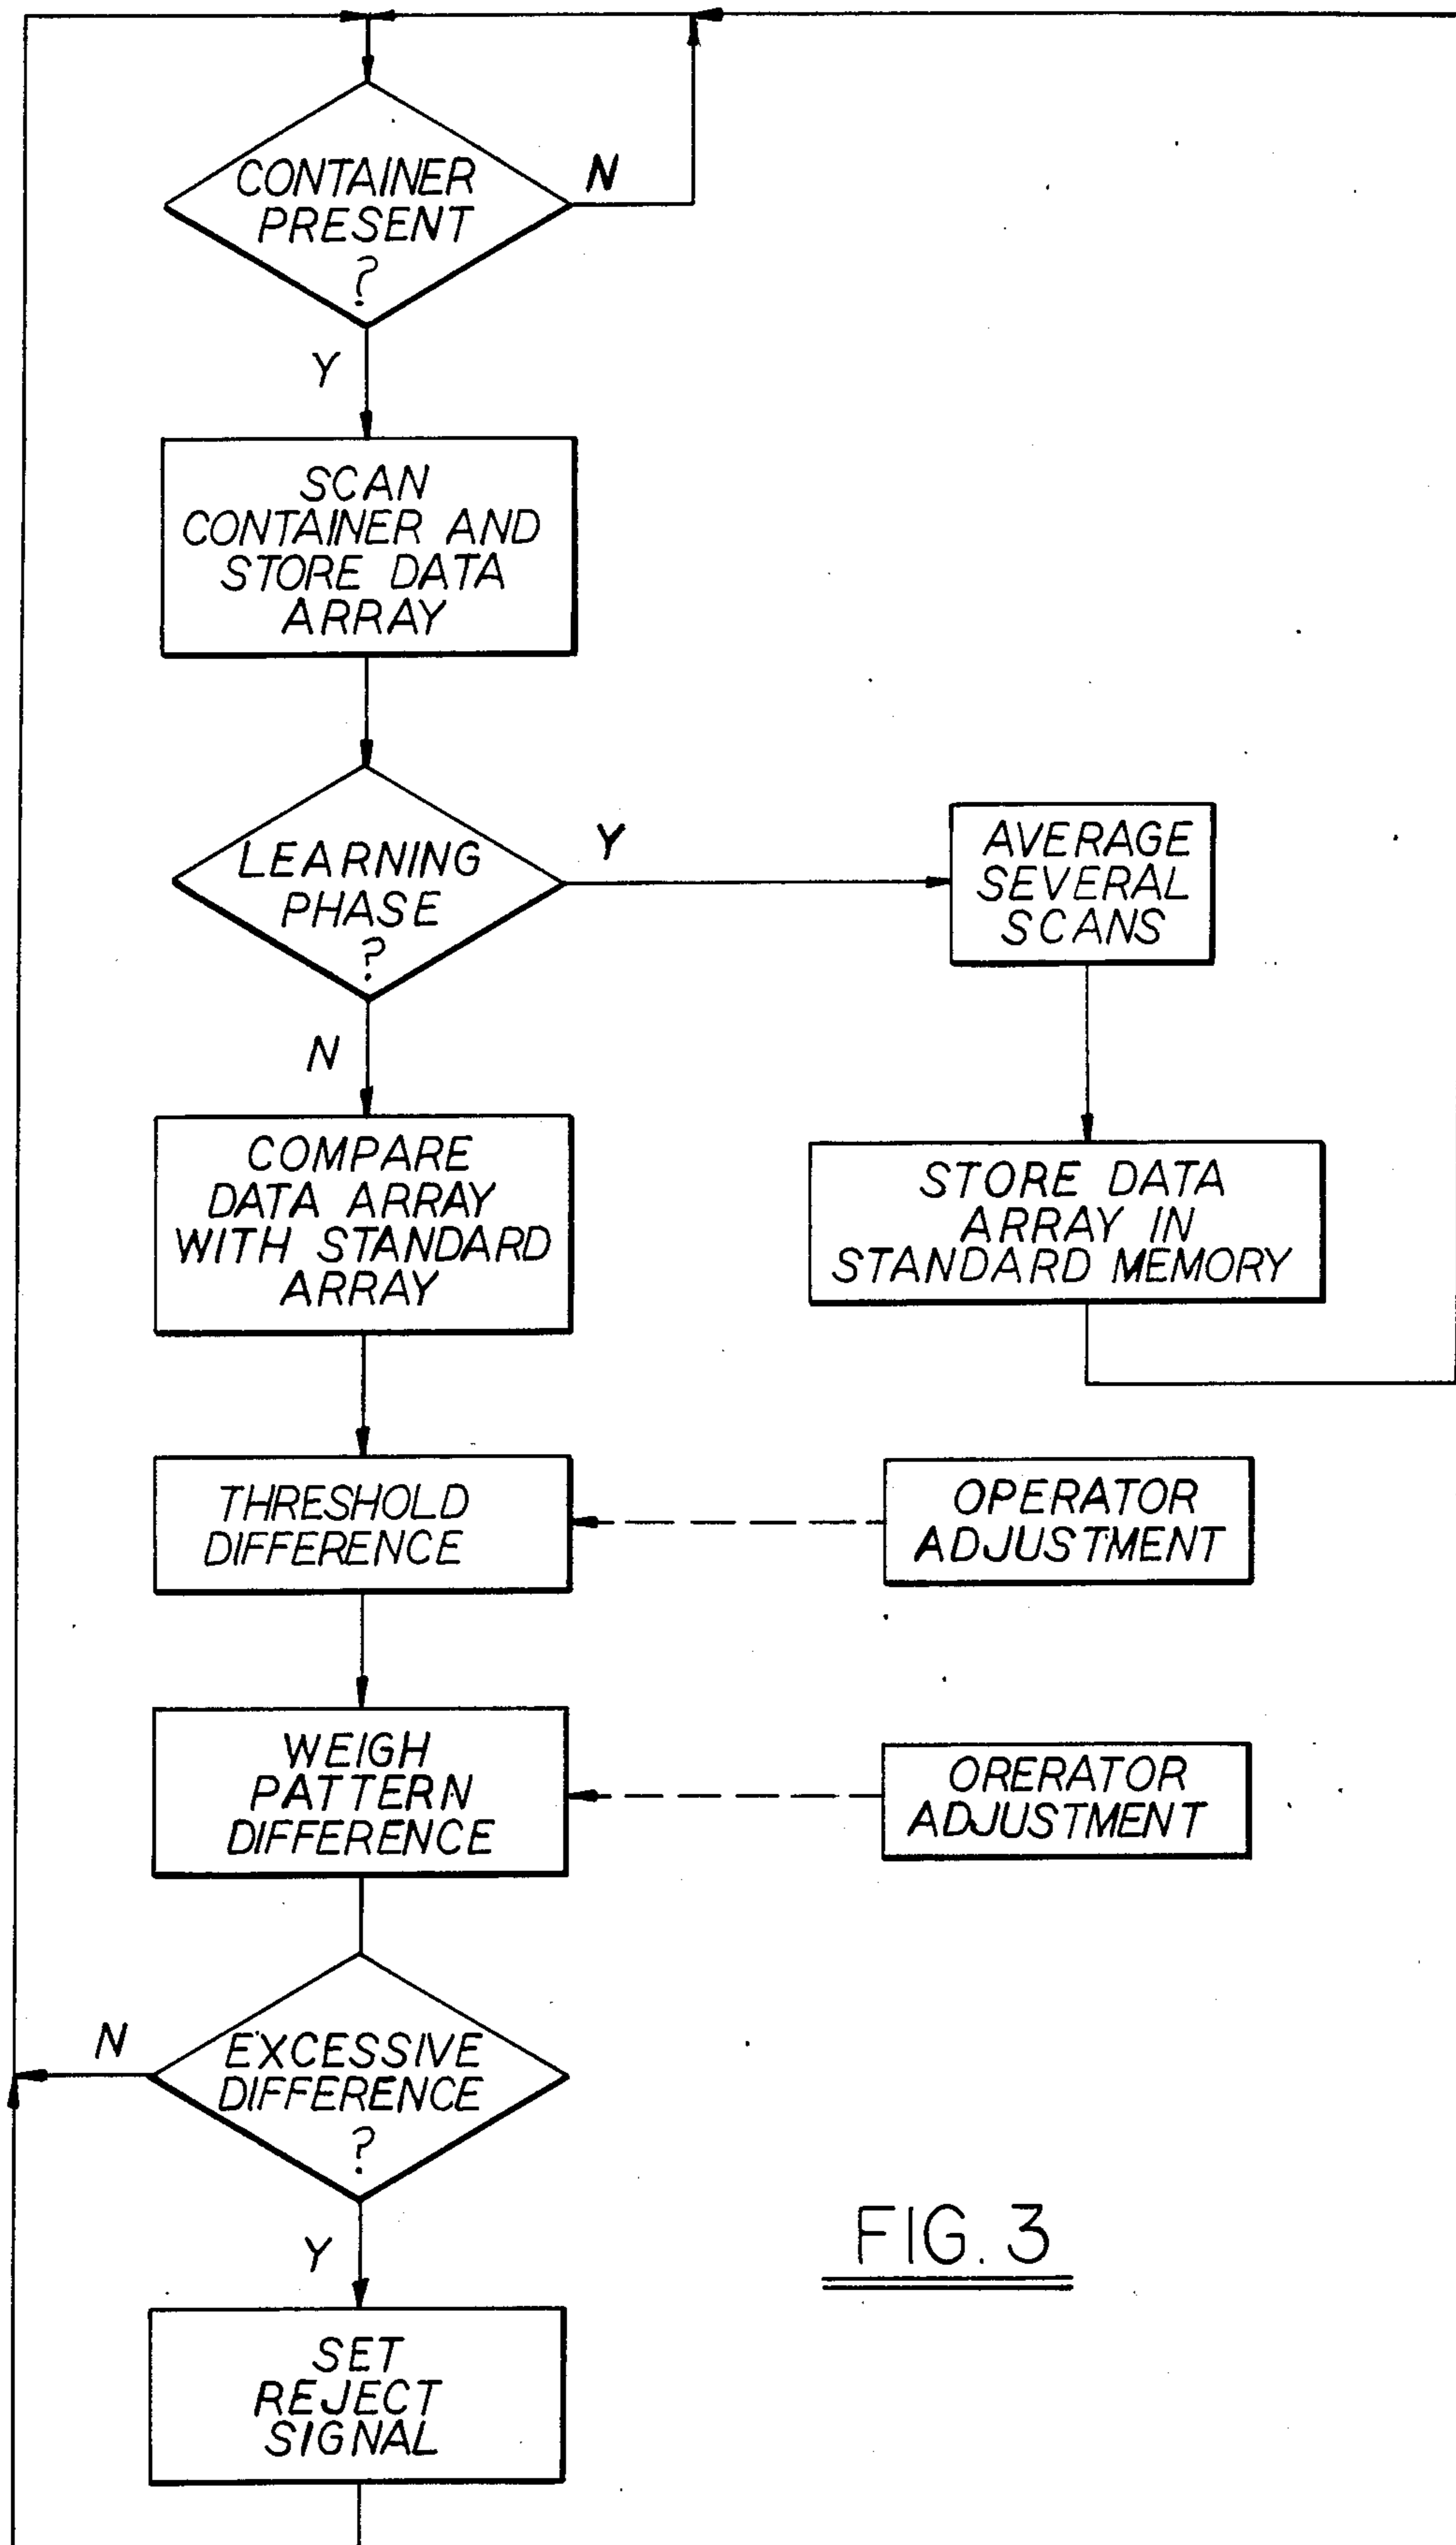 CONTAINER
PRESENT
?
N
Y
SCAN
CONTAINER AND
STORE DATA
ARRAY
LEARNING
PHASE
?
Y
N
AVERAGE
SEVERAL
SCANS
COMPARE
DATA ARRAY
WITH STANDARD
ARRAY
STORE DATA
ARRAY IN
STANDARD MEMORY
THRESHOLD
DIFFERENCE
OPERATOR
ADJUSTMENT
WEIGH
PATTERN
DIFFERENCE
ORERATOR
ADJUSTMENT
EXCESSIVE
DIFFERENCE
?
N
Y
SET
REJECT
SIGNAL
FIG. 3